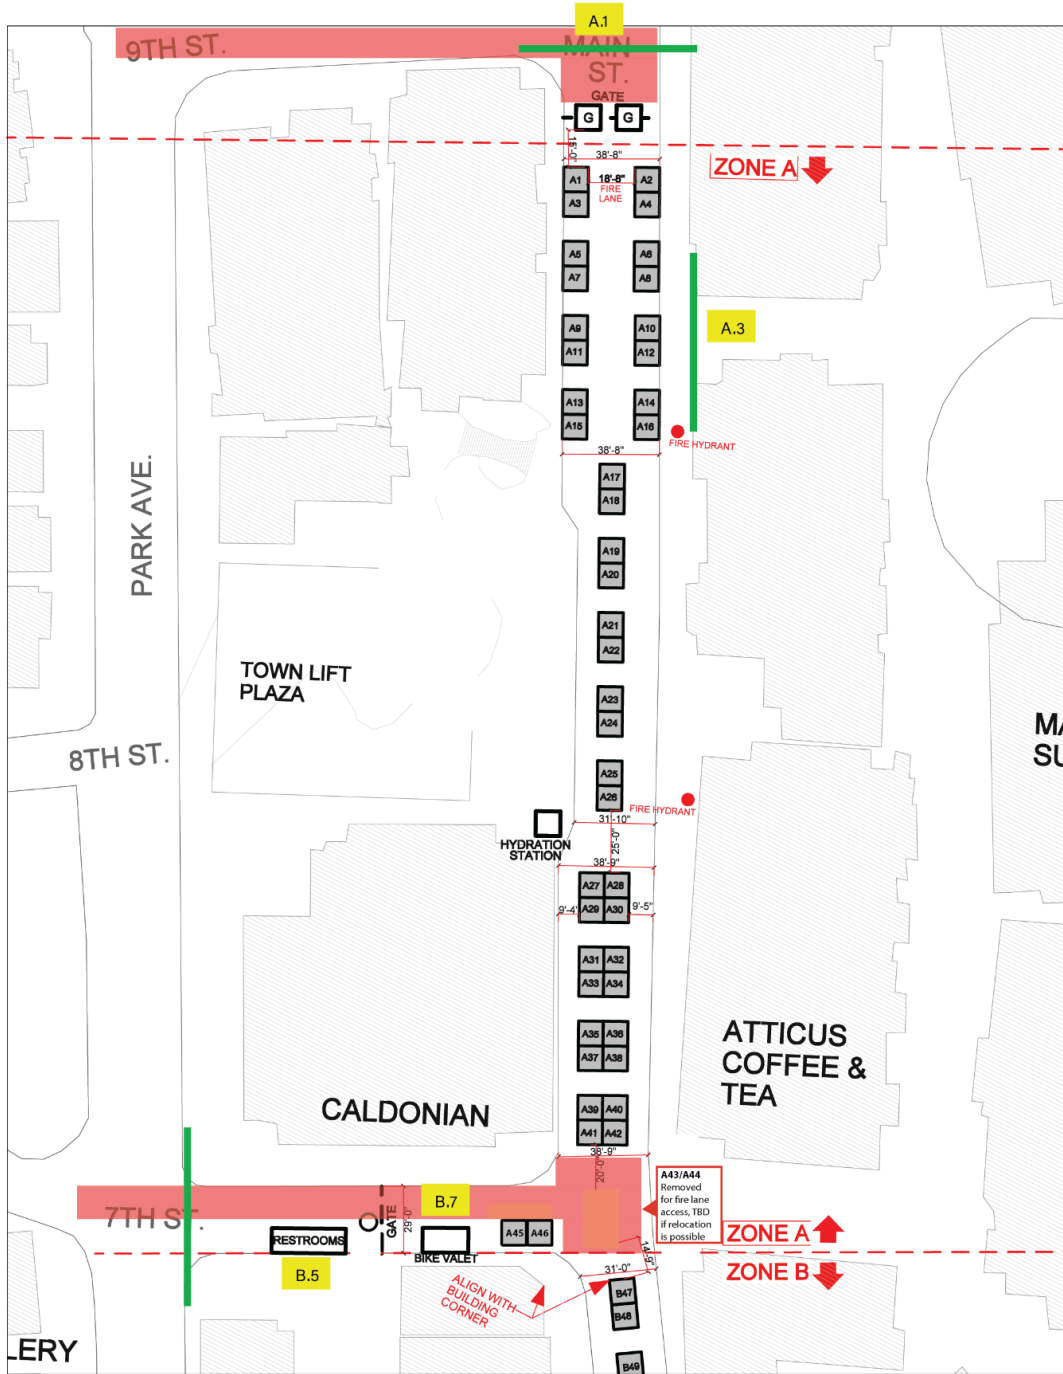 A.1
9TH ST.
MAIN
ST.
GATE
G
G
15'-0"
38'-8"
ZONE A
A1
18'-8"
A2
FIRE
LANE
A3
A4
A5
A6
A7
A8
A9
A10
A.3
A11
A12
A13
A14
A15
A16
FIRE HYDRANT
38'-8"
A17
A18
PARK AVE.
A19
A20
A21
A22
TOWN LIFT
PLAZA
A23
A24
8TH ST.
A25
A26
FIRE HYDRANT
31'-10"
HYDRATION
STATION
25'-0"
38'-9"
A27 A28
9'-4"
A29 A30
9'-5"
A31 A32
A33 A34
A35 A36
A37 A38
ATTICUS
COFFEE &
TEA
CALDONIAN
A39 A40
A41 A42
38'-9"
20'-0"
A43/A44
Removed
for fire lane
access, TBD
if relocation
is possible
7TH ST.
GATE
29'-0"
B.7
A45 A46
RESTROOMS
BIKE VALET
B.5
ZONE A
ZONE B
14'-9"
31'-0"
ALIGN WITH
BUILDING
CORNER
B47
B48
B49